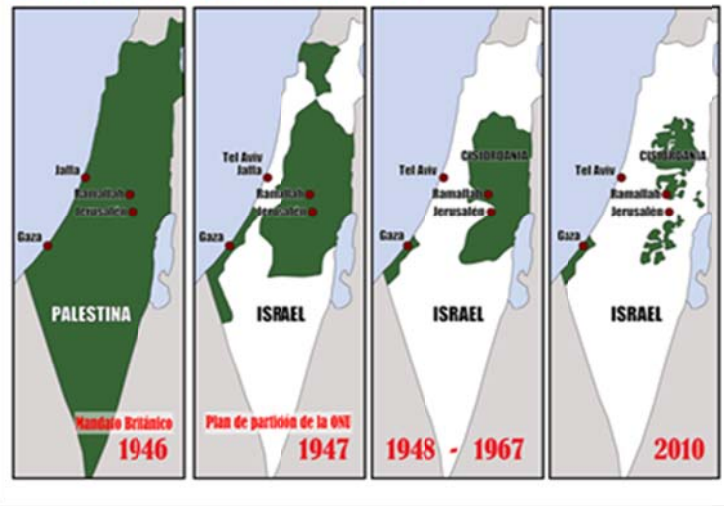 Jaffa
Ramallah
Jerusalén
Gaza
PALESTINA
Mandato Británico
1946
Tel Aviv
Jaffa
Ramallah
Jerusalén
Gaza
ISRAEL
Plan de partición de la ONU
1947
CISJORDANIA
Tel Aviv
Ramallah
Jerusalén
Gaza
ISRAEL
1948 - 1967
CISJORDANIA
Tel Aviv
Ramallah
Jerusalén
Gaza
ISRAEL
2010